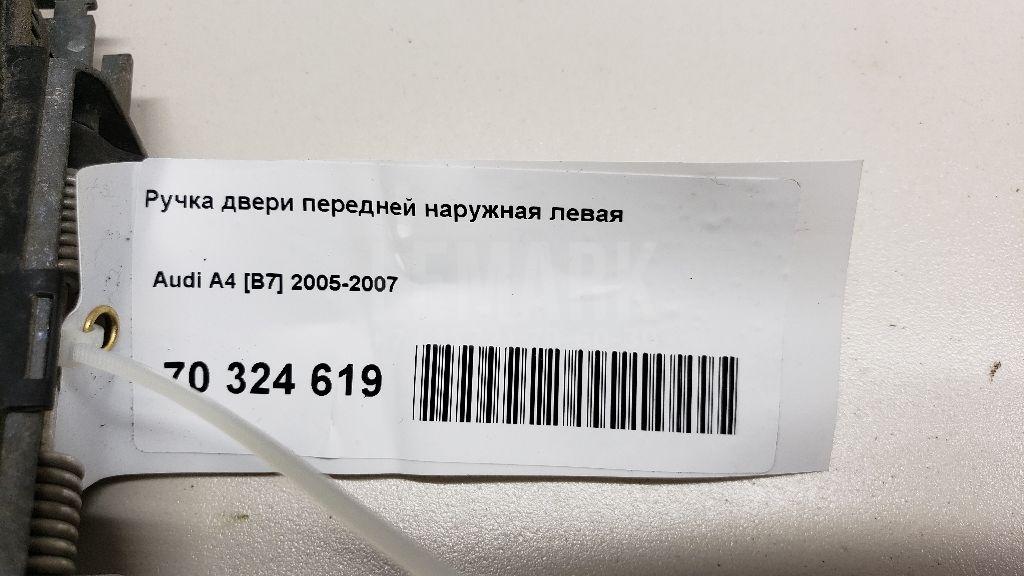 Ручка двери передней наружная левая
Audi A4 [B7] 2005-2007
70 324 619